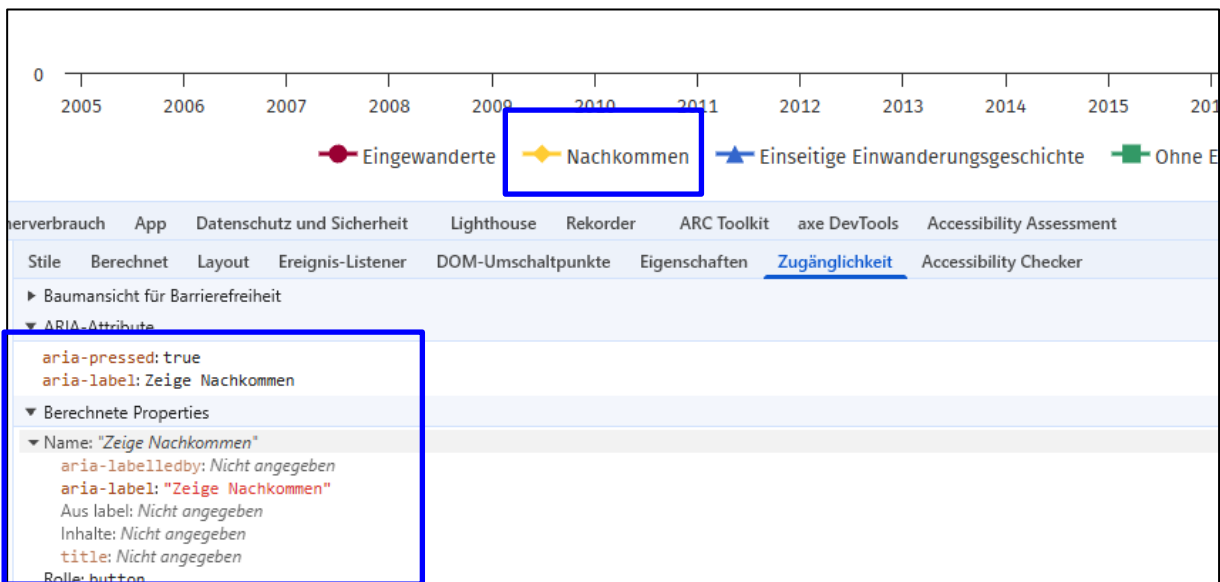 0
2005 2006 2007 2008 2009 2010 2011 2012 2013 2014 2015 201
Eingewanderte Nachkommen Einseitige Einwanderungsgeschichte Ohne E
nerverbrauch App Datenschutz und Sicherheit Lighthouse Rekorder ARC Toolkit axe DevTools Accessibility Assessment
Stile Berechnet Layout Ereignis-Listener DOM-Umschaltpunkte Eigenschaften Zugänglichkeit Accessibility Checker
Baumansicht für Barrierefreiheit
ARIA-Attribute
aria-pressed: true
aria-label: Zeige Nachkommen
Berechnete Properties
Name: "Zeige Nachkommen"
aria-labelledby: Nicht angegeben
aria-label: "Zeige Nachkommen"
Aus label: Nicht angegeben
Inhalte: Nicht angegeben
title: Nicht angegeben
Rolle: button